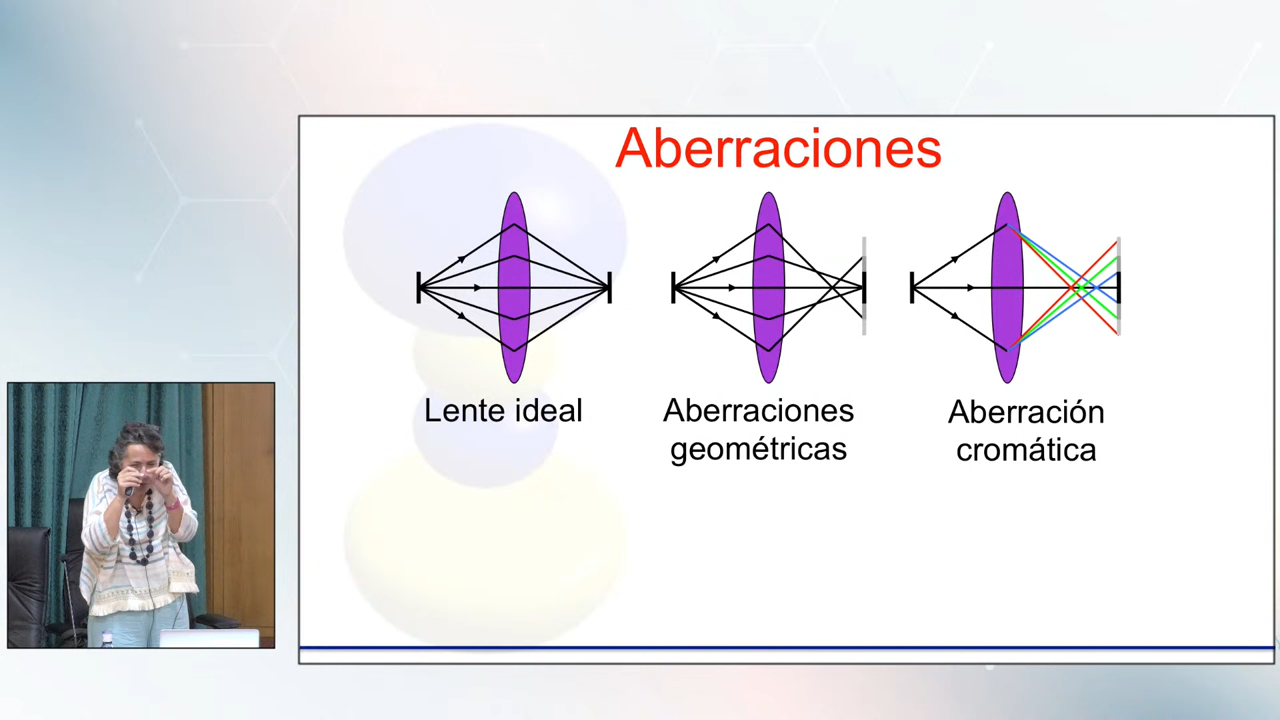 Aberraciones
Lente ideal
Aberraciones
geométricas
Aberración
cromática